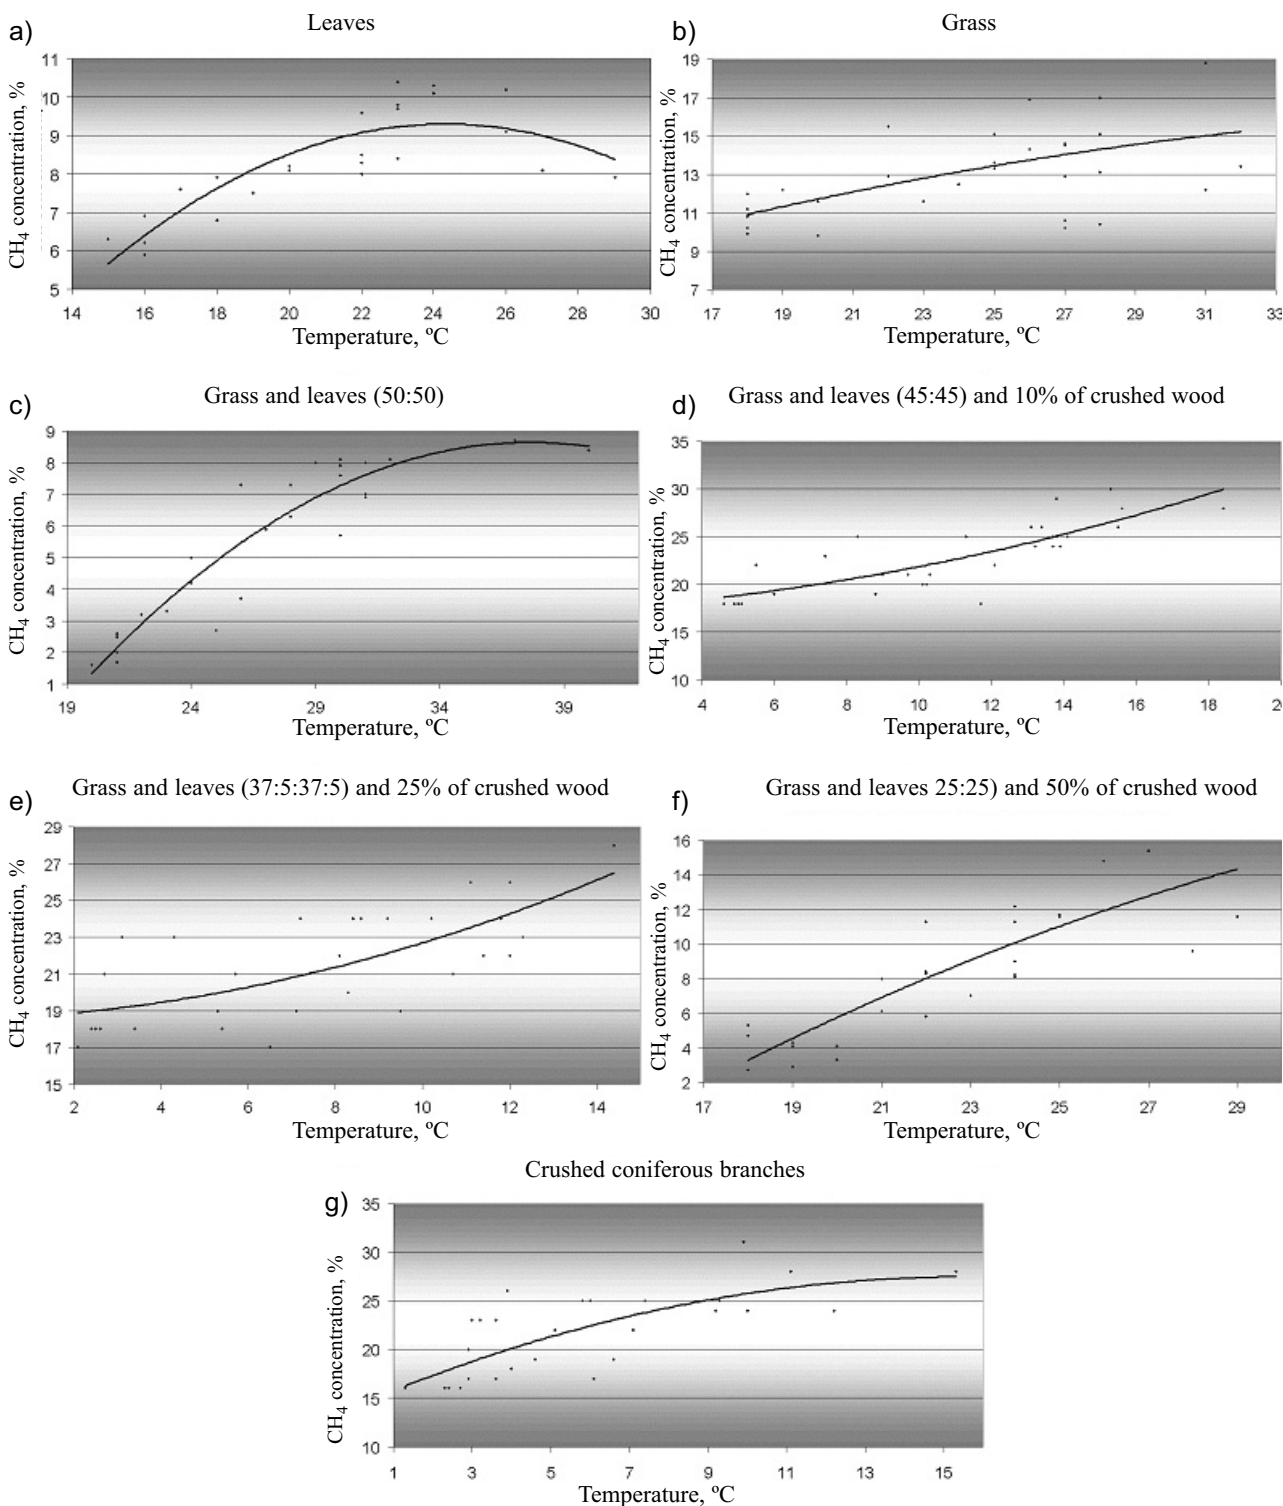 a)
Leaves
CH4 concentration, %
11
10
9
8
7
6
5
14 16 18 20 22 24 26 28 30
Temperature, ºC
b)
Grass
CH4 concentration, %
19
17
15
13
11
9
7
17 19 21 23 25 27 29 31 33
Temperature, ºC
c)
Grass and leaves (50:50)
CH4 concentration, %
9
8
7
6
5
4
3
2
1
19 24 29 34 39
Temperature, ºC
d)
Grass and leaves (45:45) and 10% of crushed wood
CH4 concentration, %
35
30
25
20
15
10
4 6 8 10 12 14 16 18 20
Temperature, ºC
e)
Grass and leaves (37:5:37:5) and 25% of crushed wood
CH4 concentration, %
29
27
25
23
21
19
17
15
2 4 6 8 10 12 14
Temperature, ºC
f)
Grass and leaves 25:25) and 50% of crushed wood
CH4 concentration, %
16
14
12
10
8
6
4
2
17 19 21 23 25 27 29
Temperature, ºC
g)
Crushed coniferous branches
CH4 concentration, %
35
30
25
20
15
10
1 3 5 7 9 11 13 15
Temperature, ºC